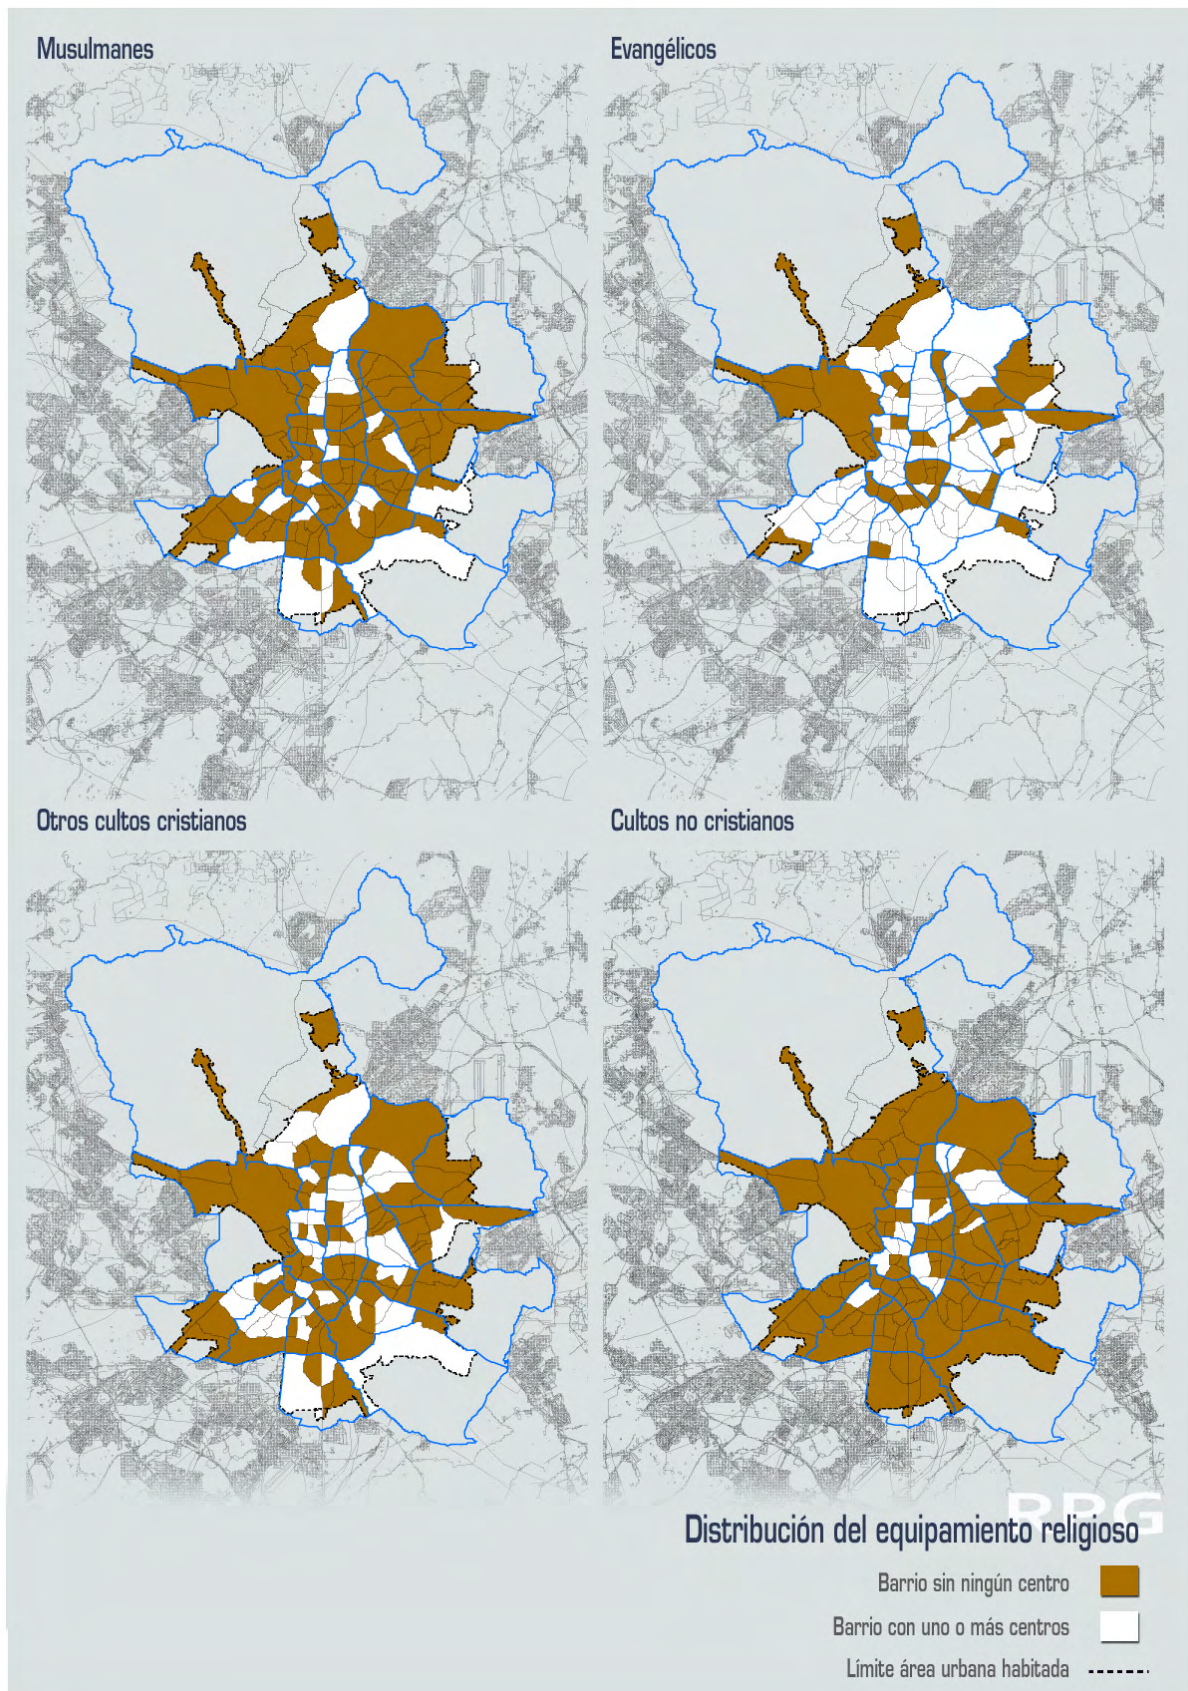 Musulmanes
Evangélicos
Otros cultos cristianos
Cultos no cristianos
RPG
Distribución del equipamiento religioso
Barrio sin ningún centro
Barrio con uno o más centros
Límite área urbana habitada